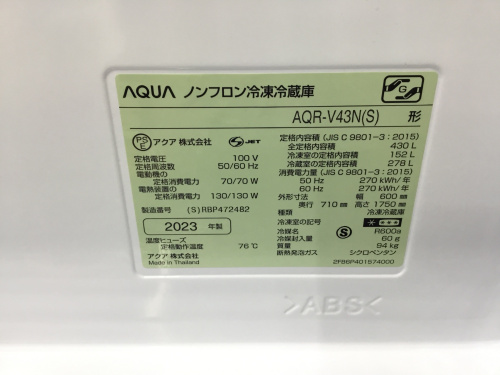 AQUA ノンフロン冷凍冷蔵庫
AQR-V43N(S) 形
PSE アクア株式会社 S JET
定格電圧 100 V
定格周波数 50/60 Hz
電動機の
定格消費電力 70/70 W
電熱装置の
定格消費電力 130/130 W
製造番号 (S)RBP472482
2023 年製
温度ヒューズ
定格動作温度 76℃
アクア株式会社
Made in Thailand
定格内容積 (JIS C 9801-3:2015)
全定格内容積 430 L
冷凍室の定格内容積 152 L
冷蔵室の定格内容積 278 L
消費電力量 (JIS C 9801-3:2015)
50 Hz 270 kWh/年
60 Hz 270 kWh/年
外形寸法 幅 600 mm
奥行 710 mm 高さ 1750 mm
種類 冷凍冷蔵庫
冷凍室の記号
冷媒名 S R600a
冷媒封入量 60 g
質量 94 kg
断熱発泡ガス シクロペンタン
2FBBP401574000
>ABS<